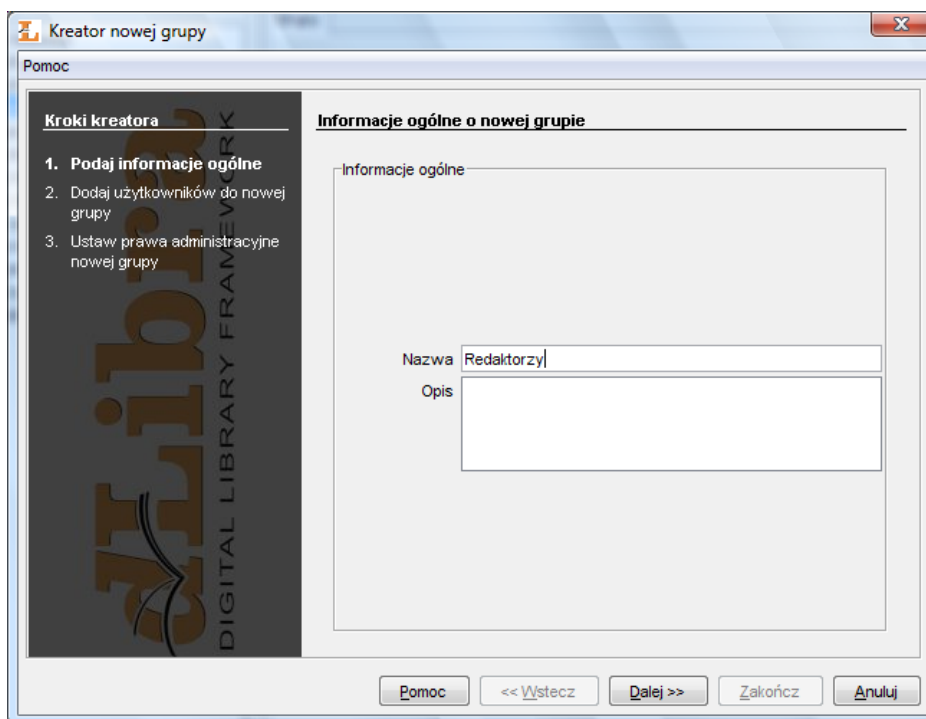 Kreator nowej grupy
Pomoc
Kroki kreatora
1. Podaj informacje ogólne
2. Dodaj użytkowników do nowej
grupy
3. Ustaw prawa administracyjne
nowej grupy
dLibra
DIGITAL LIBRARY FRAMEWORK
Informacje ogólne o nowej grupie
Informacje ogólne
Nazwa Redaktorzy
Opis
Pomoc << Wstecz Dalej >> Zakończ Anuluj